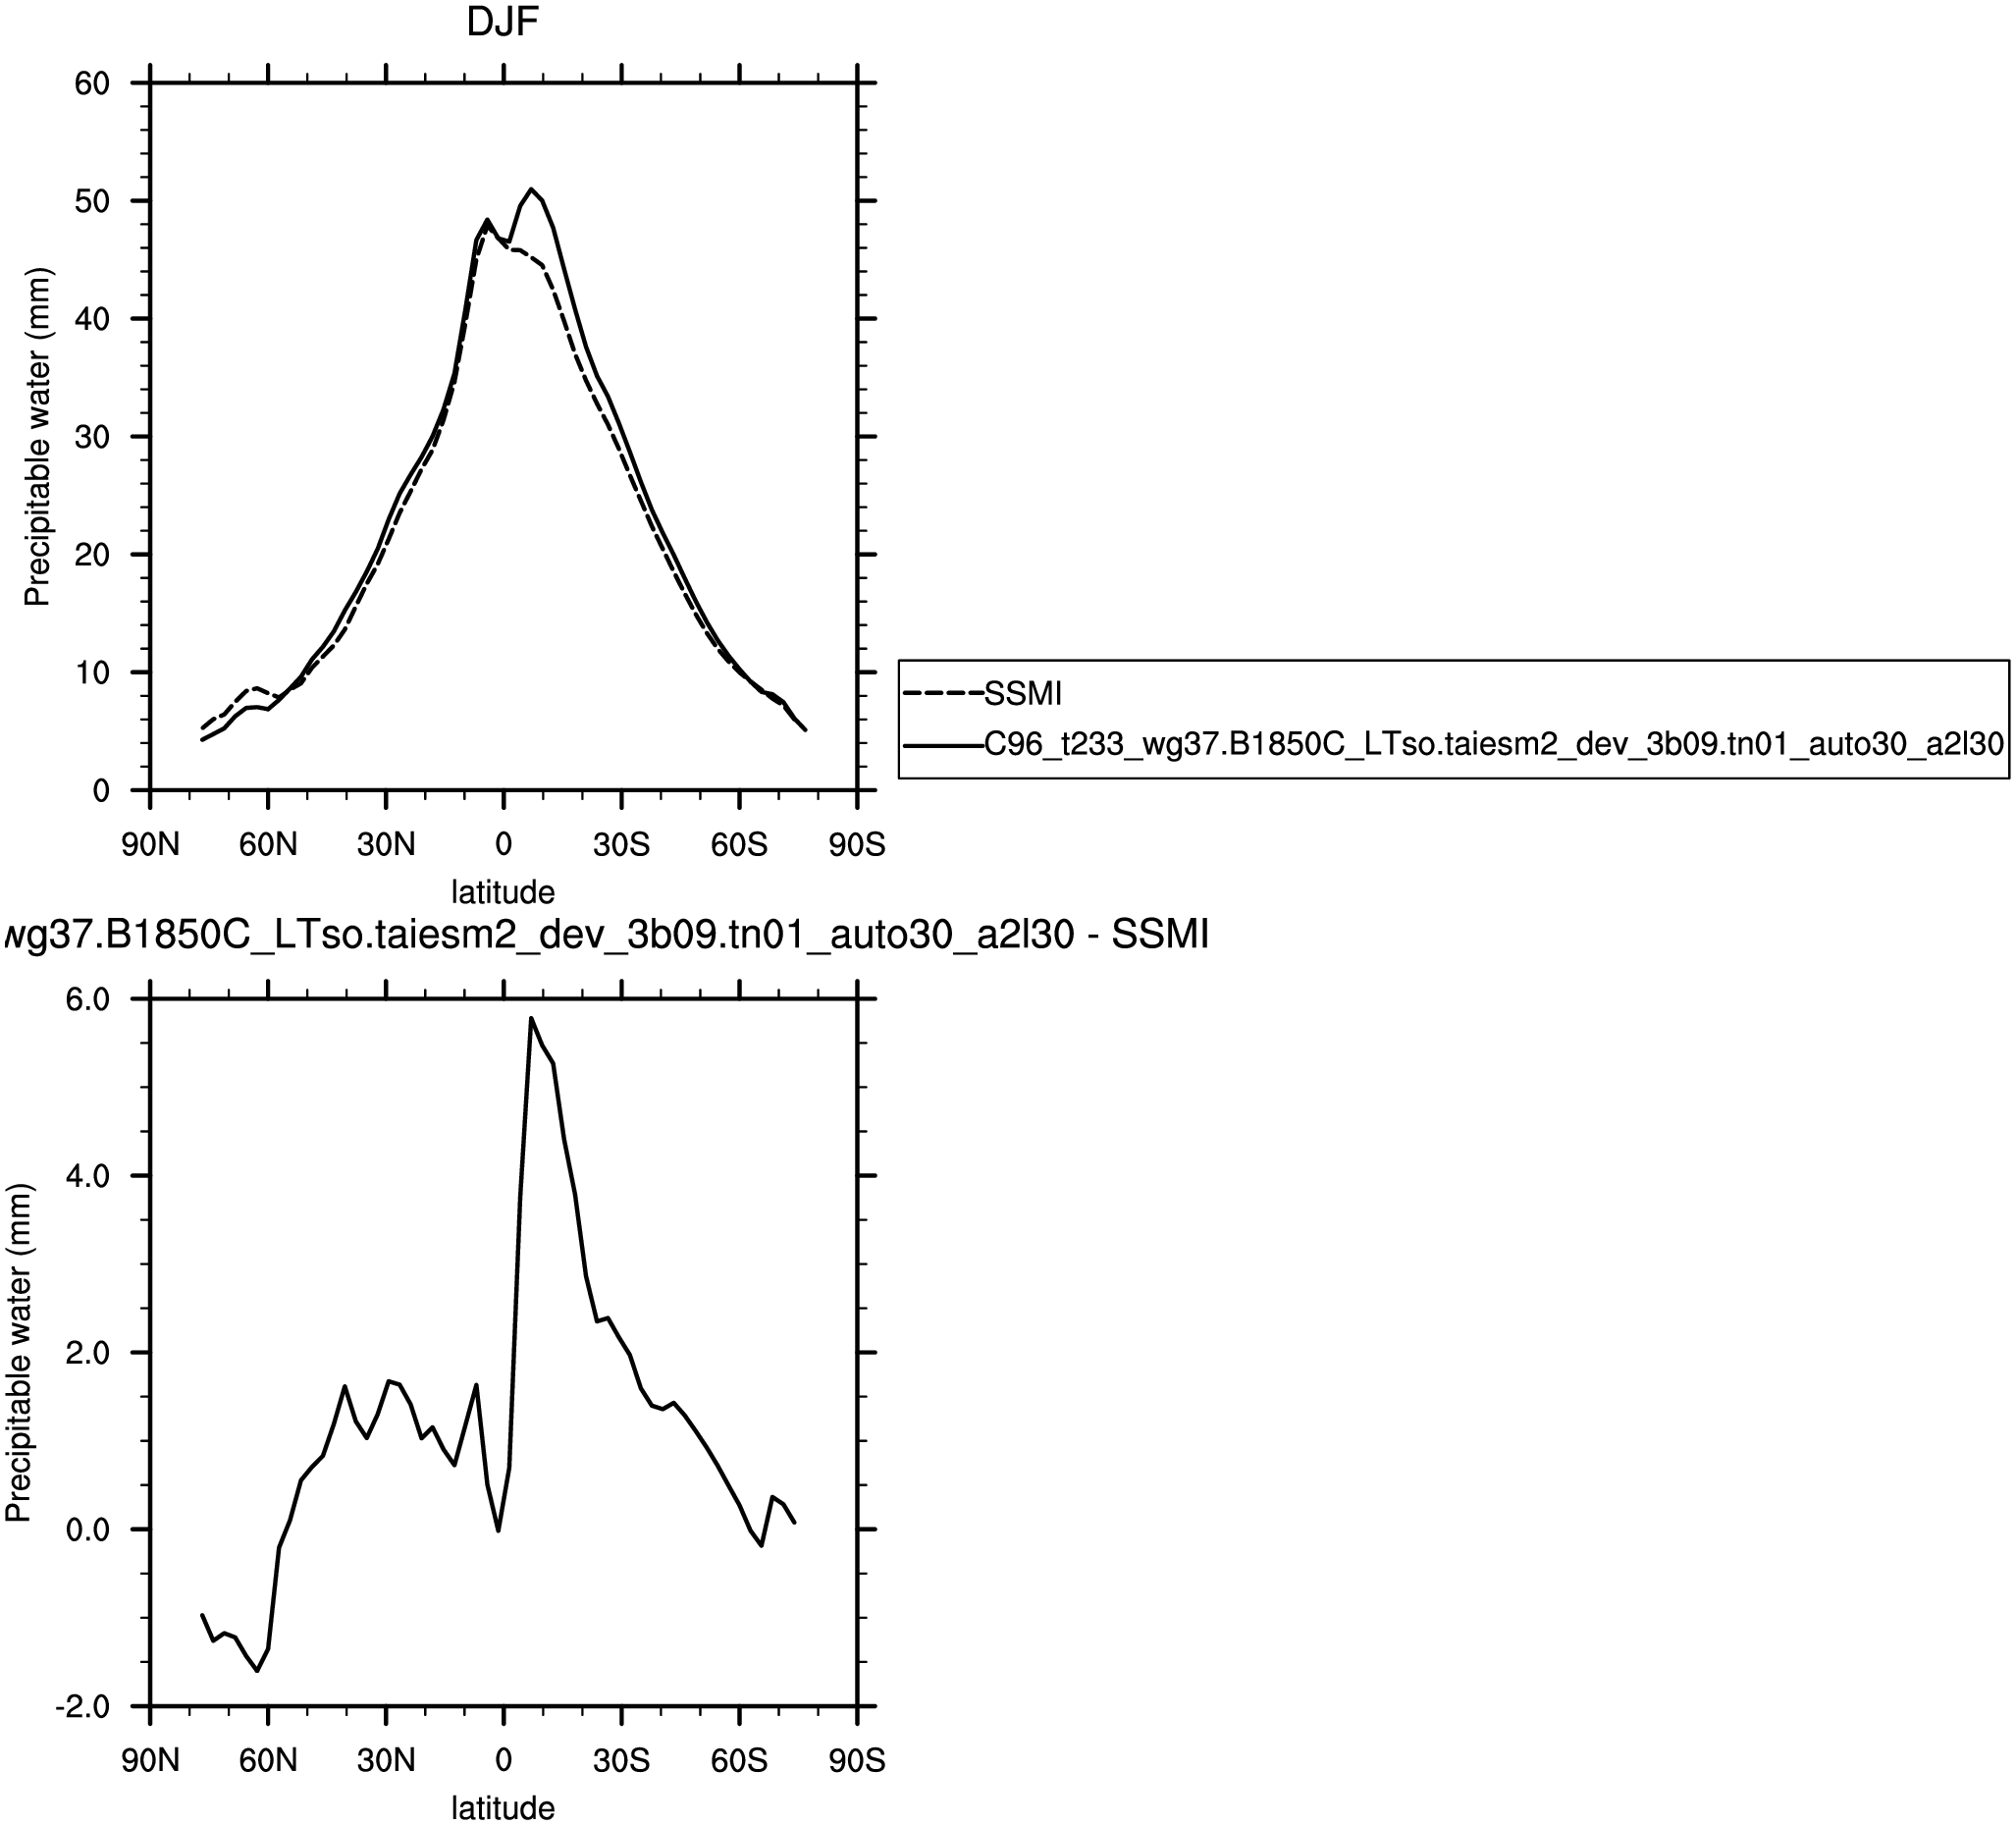 DJF
60
50
40
30
20
10
0
Precipitable water (mm)
90N 60N 30N 0 30S 60S 90S
latitude
SSMI
C96_t233_wg37.B1850C_LTso.taiesm2_dev_3b09.tn01_auto30_a2l30
wg37.B1850C_LTso.taiesm2_dev_3b09.tn01_auto30_a2l30 - SSMI
6.0
4.0
2.0
0.0
-2.0
Precipitable water (mm)
90N 60N 30N 0 30S 60S 90S
latitude